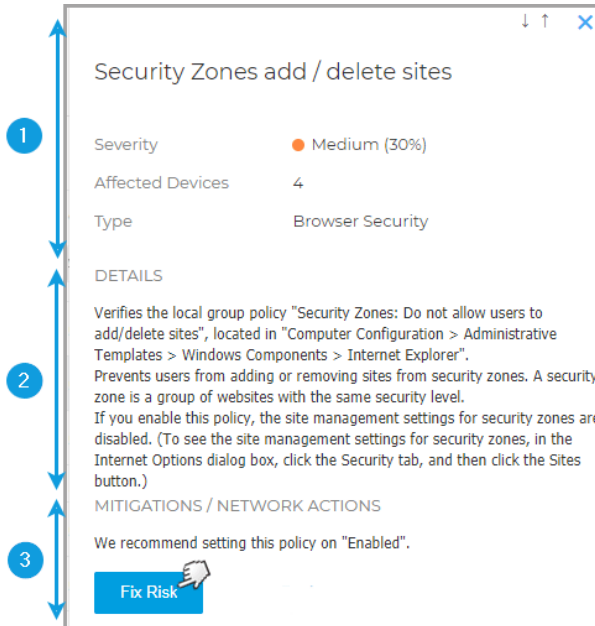 Security Zones add / delete sites
1
Severity
Medium (30%)
Affected Devices
4
Type
Browser Security
DETAILS
Verifies the local group policy "Security Zones: Do not allow users to
add/delete sites", located in "Computer Configuration > Administrative
Templates > Windows Components > Internet Explorer".
Prevents users from adding or removing sites from security zones. A security
2
zone is a group of websites with the same security level.
If you enable this policy, the site management settings for security zones are
disabled. (To see the site management settings for security zones, in the
Internet Options dialog box, click the Security tab, and then click the Sites
button.)
MITIGATIONS / NETWORK ACTIONS
We recommend setting this policy on "Enabled".
3
Fix Risk